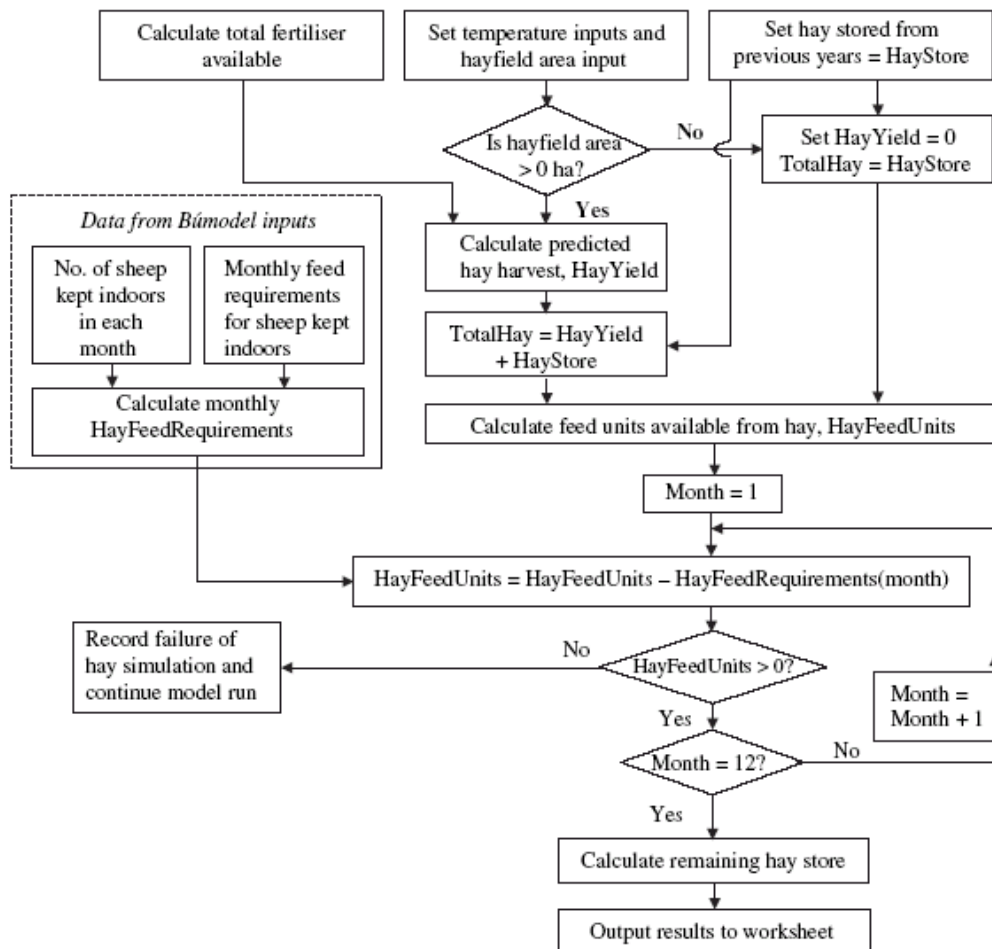 Calculate total fertiliser
available
Set temperature inputs and
hayfield area input
Set hay stored from
previous years = HayStore
Is hayfield area
> 0 ha?
No
Set HayYield = 0
TotalHay = HayStore
Yes
Data from Búmodel inputs
No. of sheep
kept indoors
in each
month
Monthly feed
requirements
for sheep kept
indoors
Calculate predicted
hay harvest, HayYield
TotalHay = HayYield
+ HayStore
Calculate monthly
HayFeedRequirements
Calculate feed units available from hay, HayFeedUnits
Month = 1
HayFeedUnits = HayFeedUnits – HayFeedRequirements(month)
Record failure of
hay simulation and
continue model run
No
HayFeedUnits > 0?
Yes
Month =
Month + 1
Month = 12?
No
Yes
Calculate remaining hay store
Output results to worksheet